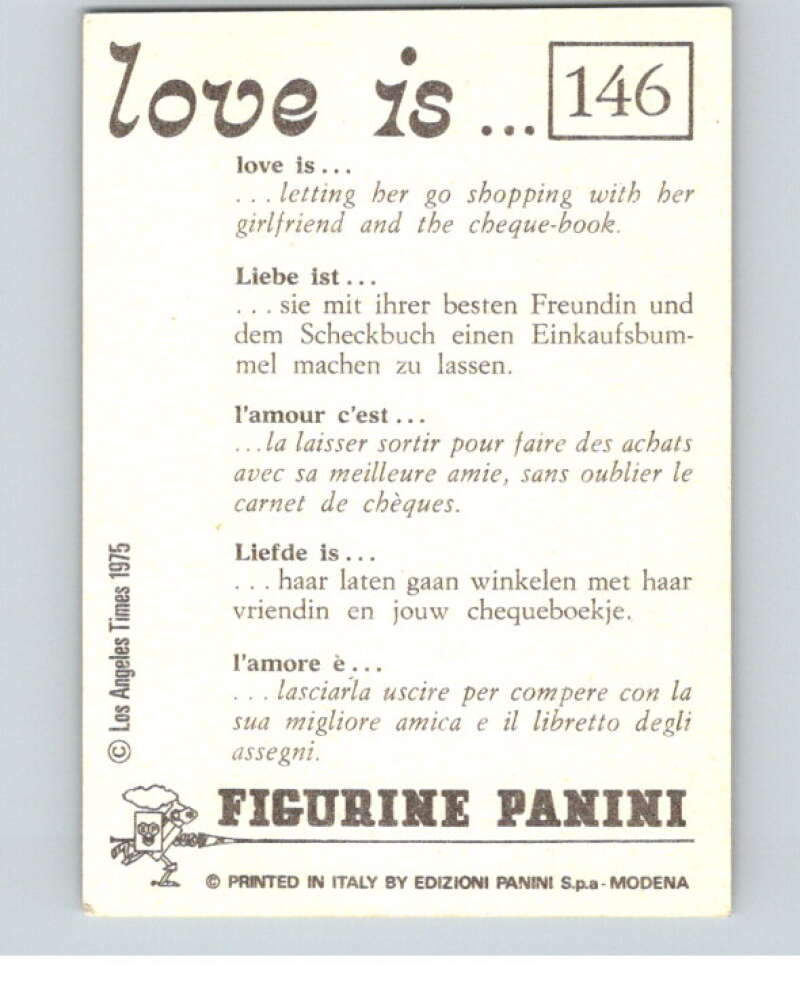 love is ... 146
love is ...
... letting her go shopping with her
girlfriend and the cheque-book.
Liebe ist ...
... sie mit ihrer besten Freundin und
dem Scheckbuch einen Einkaufsbum-
mel machen zu lassen.
l'amour c'est ...
...la laisser sortir pour faire des achats
avec sa meilleure amie, sans oublier le
carnet de chèques.
Liefde is ...
... haar laten gaan winkelen met haar
vriendin en jouw chequeboekje.
l'amore è ...
... lasciarla uscire per compere con la
sua migliore amica e il libretto degli
assegni.
© Los Angeles Times 1975
FIGURINE PANINI
© PRINTED IN ITALY BY EDIZIONI PANINI S.p.a - MODENA